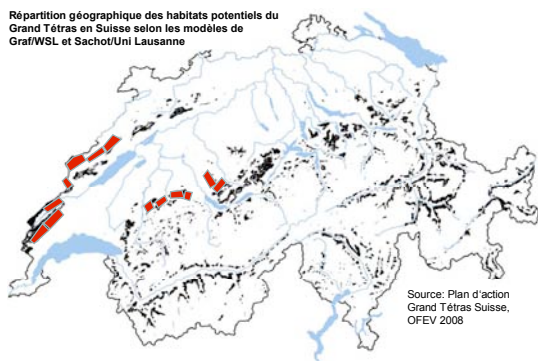 Répartition géographique des habitats potentiels du
Grand Tétras en Suisse selon les modèles de
Graf/WSL et Sachot/Uni Lausanne
Source: Plan d'action
Grand Tétras Suisse,
OFEV 2008